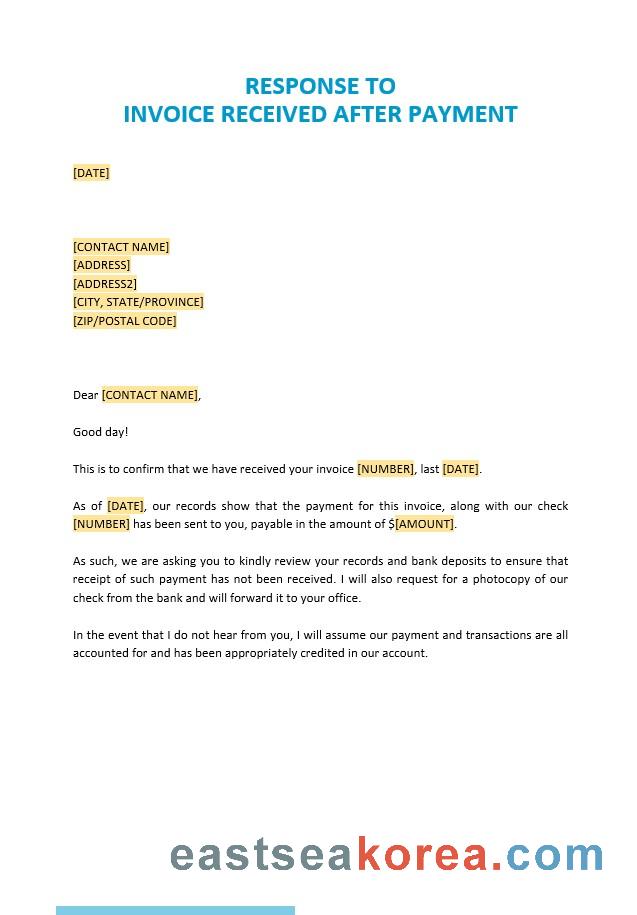 RESPONSE TO
INVOICE RECEIVED AFTER PAYMENT
[DATE]
[CONTACT NAME]
[ADDRESS]
[ADDRESS2]
[CITY, STATE/PROVINCE]
[ZIP/POSTAL CODE]
Dear [CONTACT NAME],
Good day!
This is to confirm that we have received your invoice [NUMBER], last [DATE].
As of [DATE], our records show that the payment for this invoice, along with our check
[NUMBER] has been sent to you, payable in the amount of $[AMOUNT].
As such, we are asking you to kindly review your records and bank deposits to ensure that
receipt of such payment has not been received. I will also request for a photocopy of our
check from the bank and will forward it to your office.
In the event that I do not hear from you, I will assume our payment and transactions are all
accounted for and has been appropriately credited in our account.
eastseakorea.com